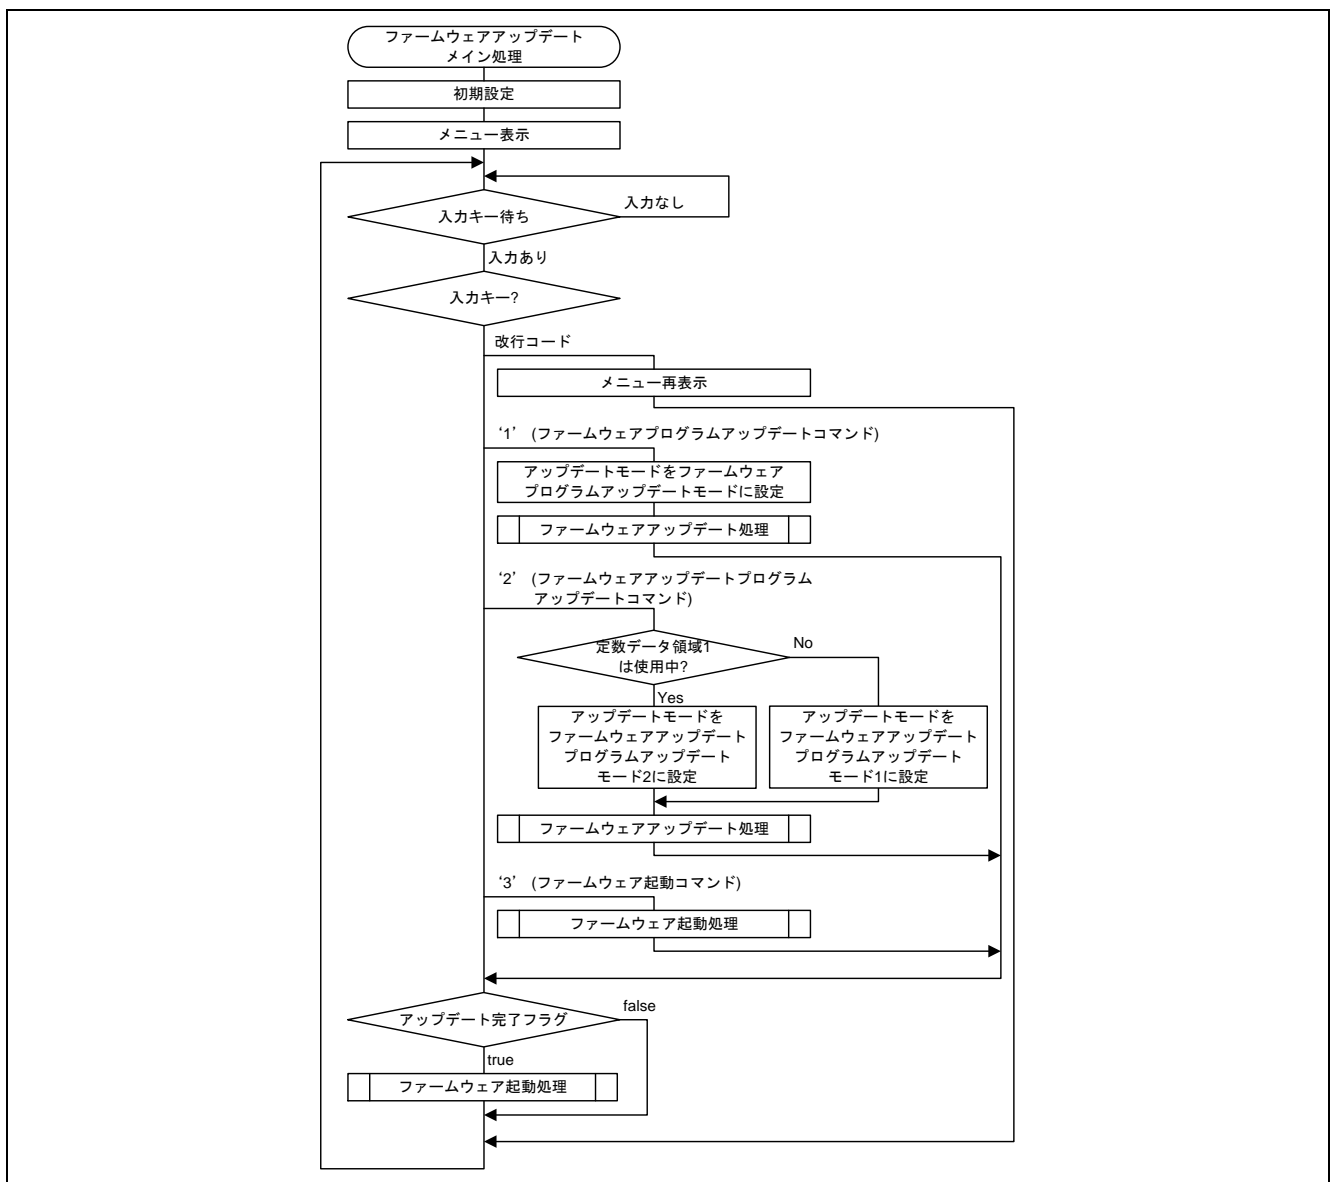 ファームウェアアップデート
メイン処理
初期設定
メニュー表示
入力なし
入力キー待ち
入力あり
入力キー?
改行コード
メニュー再表示
‘1’ (ファームウェアプログラムアップデートコマンド)
アップデートモードをファームウェア
プログラムアップデートモードに設定
ファームウェアアップデート処理
‘2’ (ファームウェアアップデートプログラム
アップデートコマンド)
定数データ領域1
は使用中?
No
Yes
アップデートモードを
ファームウェアアップデート
プログラムアップデート
モード2に設定
アップデートモードを
ファームウェアアップデート
プログラムアップデート
モード1に設定
ファームウェアアップデート処理
‘3’ (ファームウェア起動コマンド)
ファームウェア起動処理
false
アップデート完了フラグ
true
ファームウェア起動処理